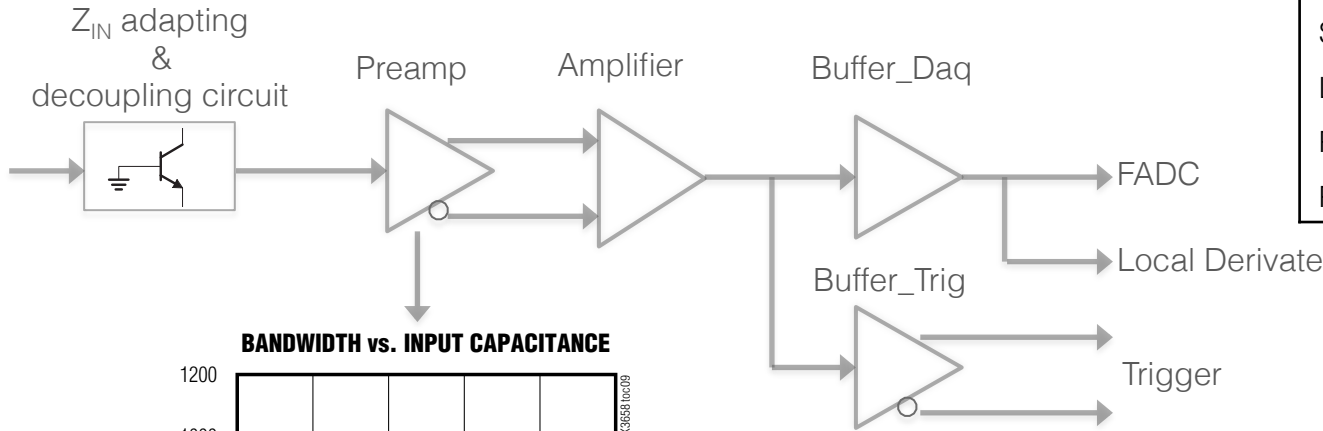 Z_IN adapting
&
decoupling circuit
Preamp
Amplifier
Buffer_Daq
FADC
Local Derivate
Buffer_Trig
Trigger
BANDWIDTH vs. INPUT CAPACITANCE
1200